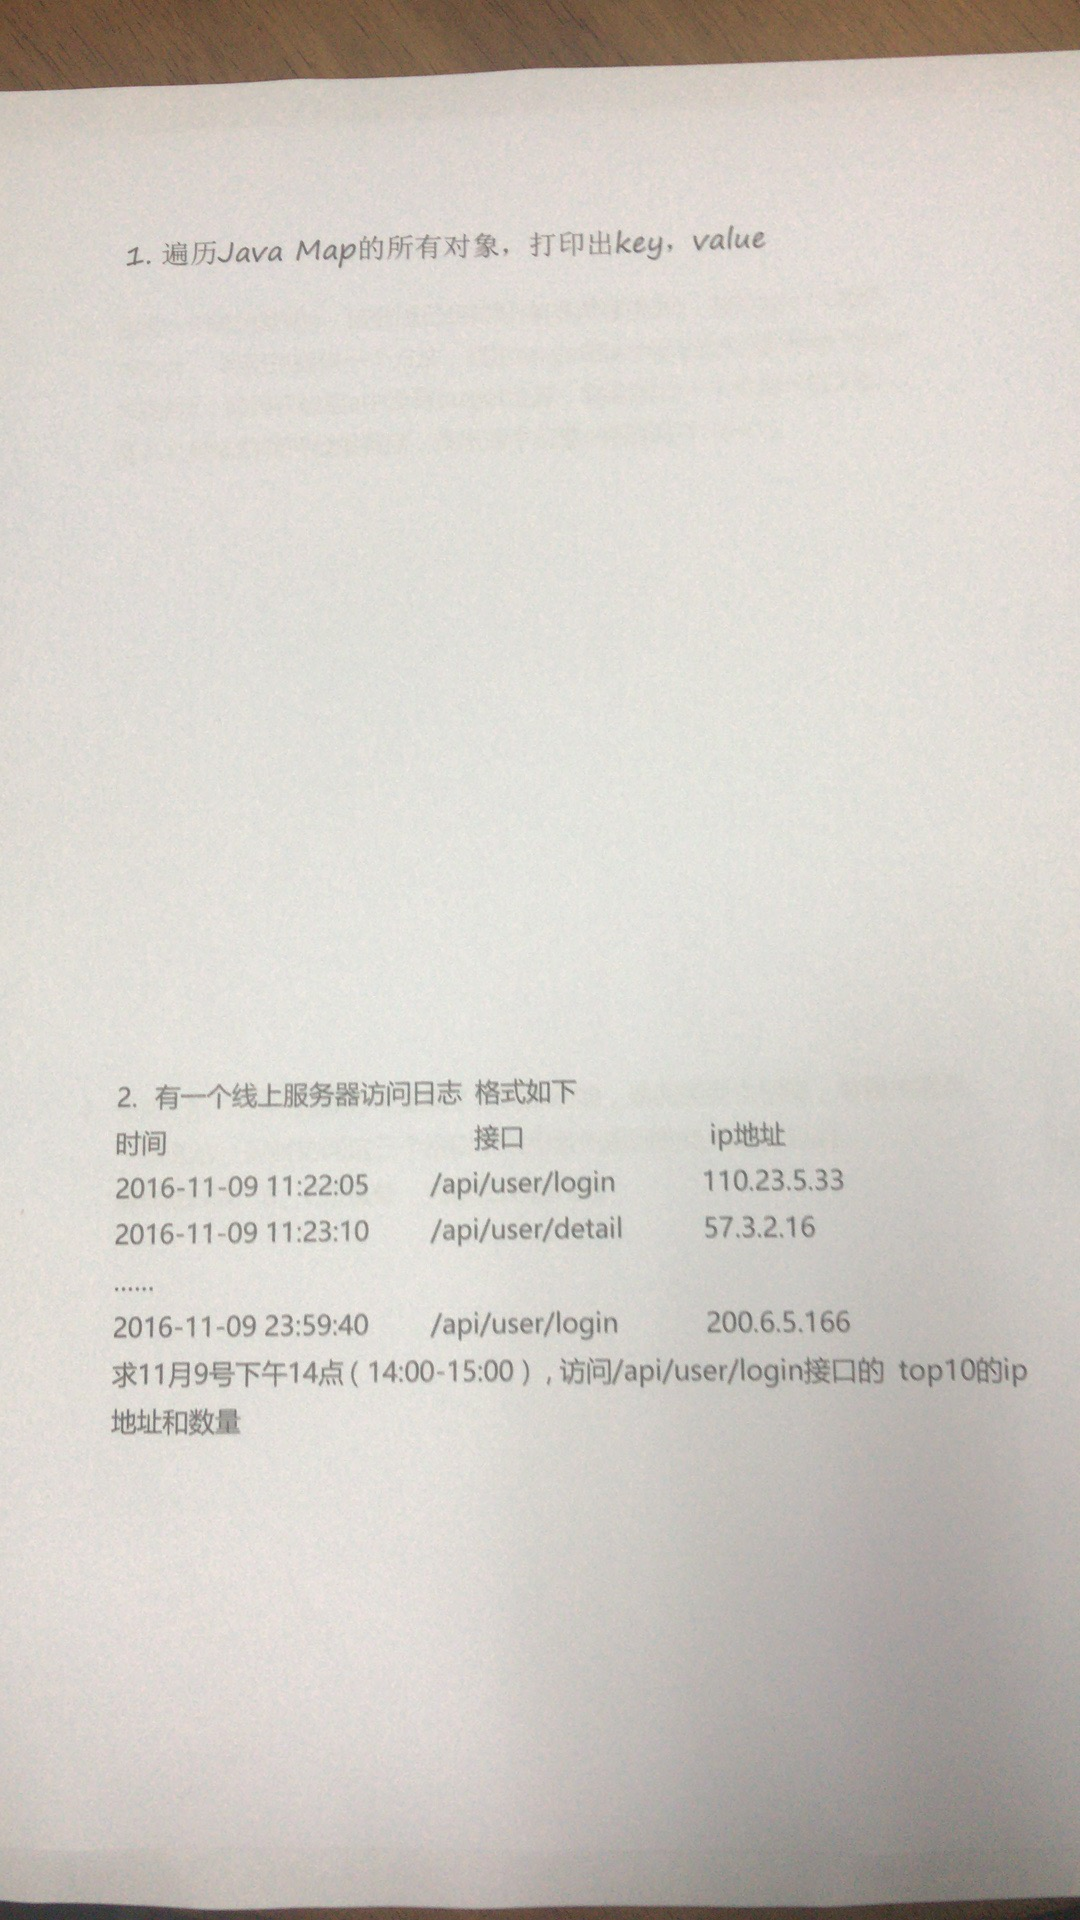 1. 遍历Java Map的所有对象，打印出key，value
2. 有一个线上服务器访问日志 格式如下
时间 接口 ip地址
2016-11-09 11:22:05 /api/user/login 110.23.5.33
2016-11-09 11:23:10 /api/user/detail 57.3.2.16
......
2016-11-09 23:59:40 /api/user/login 200.6.5.166
求11月9号下午14点（14:00-15:00）,访问/api/user/login接口的 top10的ip
地址和数量